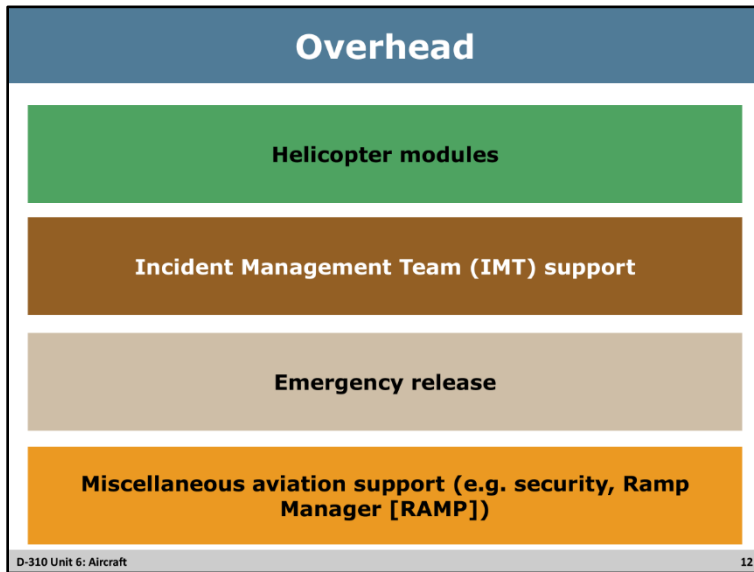 Overhead
Helicopter modules
Incident Management Team (IMT) support
Emergency release
Miscellaneous aviation support (e.g. security, Ramp
Manager [RAMP])
D-310 Unit 6: Aircraft
12